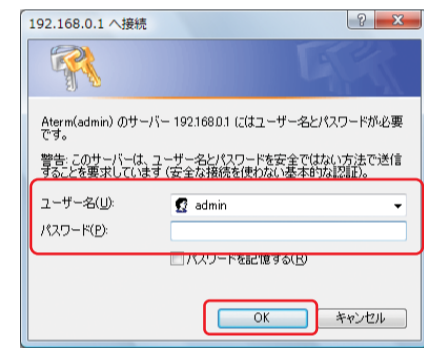 192.168.0.1 へ接続
Aterm(admin) のサーバー 192.168.0.1 にはユーザー名とパスワードが必要
です。
警告: このサーバーは、ユーザー名とパスワードを安全ではない方法で送信
することを要求しています (安全な接続を使わない基本的な認証)。
ユーザー名(U):
admin
パスワード(P):
パスワードを記憶する(R)
OK
キャンセル